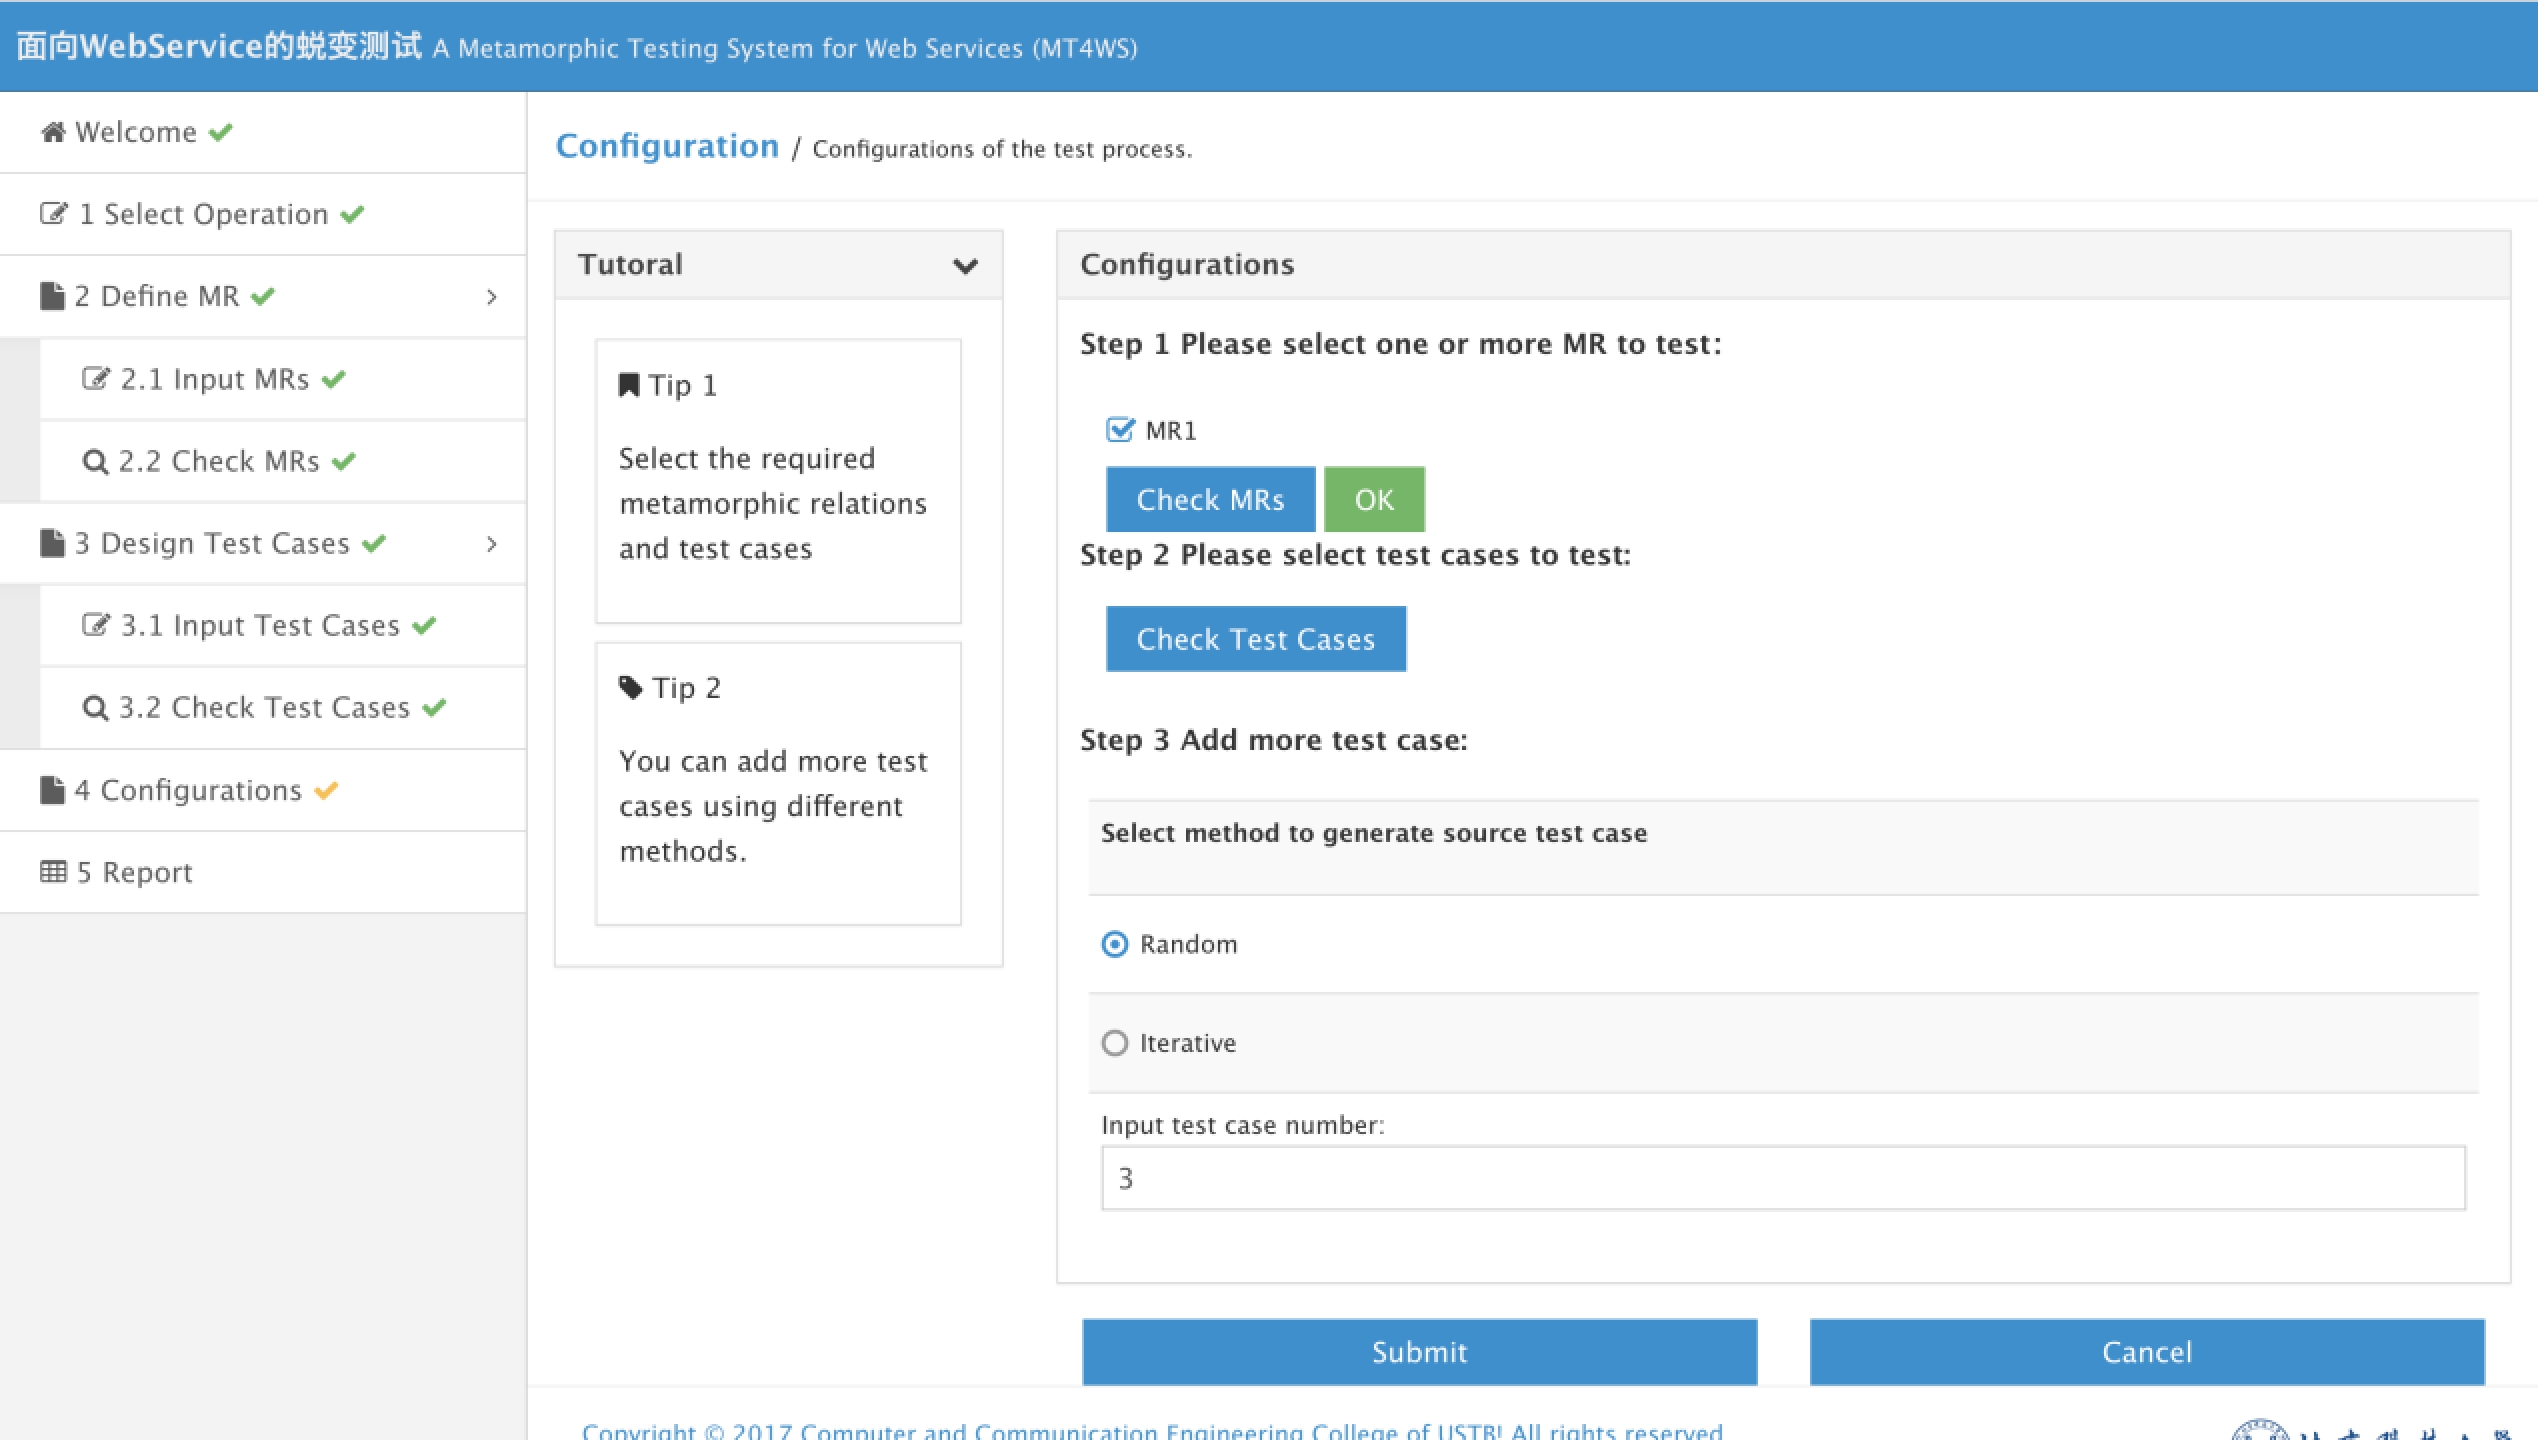 面向WebService的蜕变测试 A Metamorphic Testing System for Web Services (MT4WS)
Welcome
1 Select Operation
2 Define MR
2.1 Input MRs
2.2 Check MRs
3 Design Test Cases
3.1 Input Test Cases
3.2 Check Test Cases
4 Configurations
5 Report
Configuration / Configurations of the test process.
Tutoral
Tip 1
Select the required
metamorphic relations
and test cases
Tip 2
You can add more test
cases using different
methods.
Configurations
Step 1 Please select one or more MR to test:
MR1
Check MRs
OK
Step 2 Please select test cases to test:
Check Test Cases
Step 3 Add more test case:
Select method to generate source test case
Random
Iterative
Input test case number:
3
Submit
Cancel
Copyright © 2017 Computer and Communication Engineering College of USTB! All rights reserved